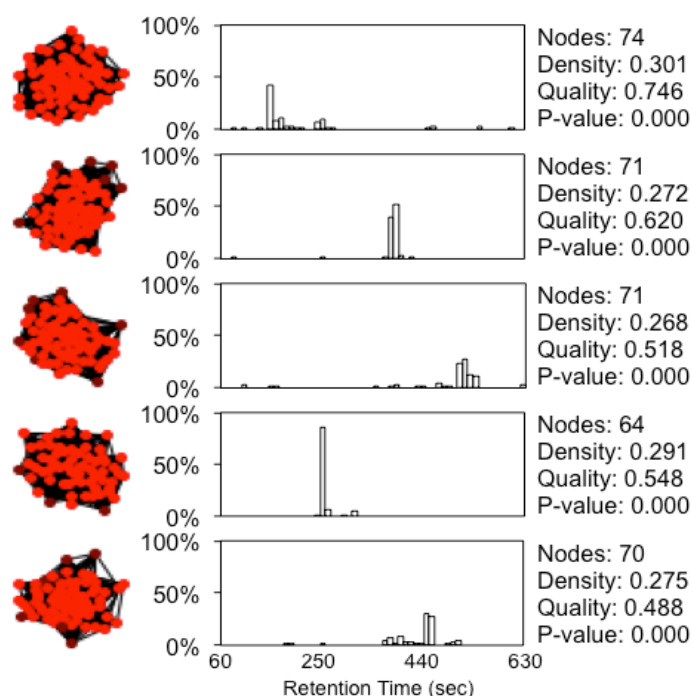 100%
50%
0%
Nodes: 74
Density: 0.301
Quality: 0.746
P-value: 0.000
100%
50%
0%
Nodes: 71
Density: 0.272
Quality: 0.620
P-value: 0.000
100%
50%
0%
Nodes: 71
Density: 0.268
Quality: 0.518
P-value: 0.000
100%
50%
0%
Nodes: 64
Density: 0.291
Quality: 0.548
P-value: 0.000
100%
50%
0%
Nodes: 70
Density: 0.275
Quality: 0.488
P-value: 0.000
60 250 440 630
Retention Time (sec)